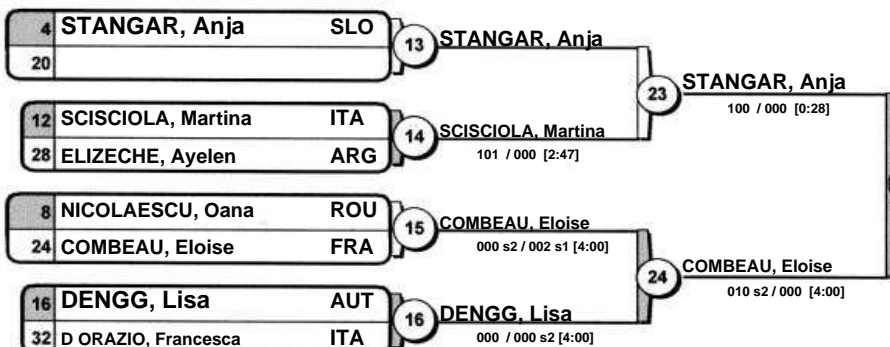 4 STANGAR, Anja SLO
20
13 STANGAR, Anja
12 SCISCIOLA, Martina ITA
28 ELIZECHE, Ayelen ARG
14 SCISCIOLA, Martina
101 / 000 [2:47]
23 STANGAR, Anja
100 / 000 [0:28]
8 NICOLAESCU, Oana ROU
24 COMBEAU, Eloise FRA
15 COMBEAU, Eloise
000 s2 / 002 s1 [4:00]
16 DENGG, Lisa AUT
32 D ORAZIO, Francesca ITA
16 DENGG, Lisa
000 / 000 s2 [4:00]
24 COMBEAU, Eloise
010 s2 / 000 [4:00]